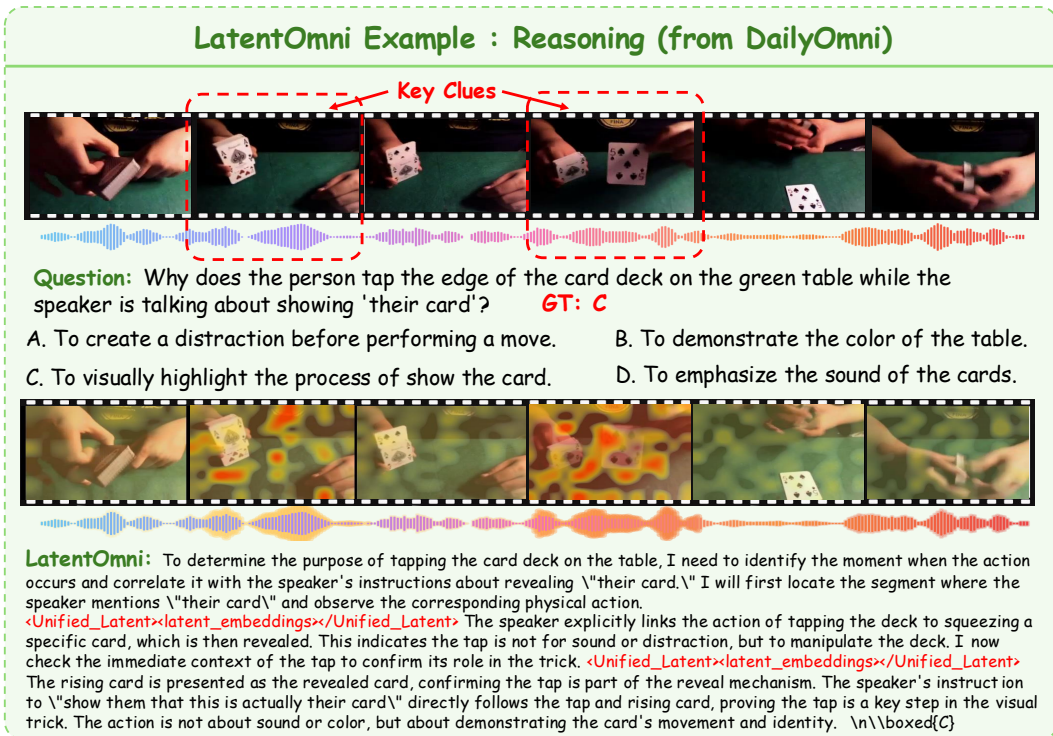 LatentOmni Example : Reasoning (from DailyOmni)
Key Clues
Question: Why does the person tap the edge of the card deck on the green table while the
speaker is talking about showing 'their card'? GT: C
A. To create a distraction before performing a move. B. To demonstrate the color of the table.
C. To visually highlight the process of show the card. D. To emphasize the sound of the cards.
LatentOmni: To determine the purpose of tapping the card deck on the table, I need to identify the moment when the action
occurs and correlate it with the speaker's instructions about revealing \"their card.\" I will first locate the segment where the
speaker mentions \"their card\" and observe the corresponding physical action.
<Unified_Latent><latent_embeddings></Unified_Latent> The speaker explicitly links the action of tapping the deck to squeezing a
specific card, which is then revealed. This indicates the tap is not for sound or distraction, but to manipulate the deck. I now
check the immediate context of the tap to confirm its role in the trick. <Unified_Latent><latent_embeddings></Unified_Latent>
The rising card is presented as the revealed card, confirming the tap is part of the reveal mechanism. The speaker's instruction
to \"show them that this is actually their card\" directly follows the tap and rising card, proving the tap is a key step in the visual
trick. The action is not about sound or color, but about demonstrating the card's movement and identity. \n\\boxed{C}